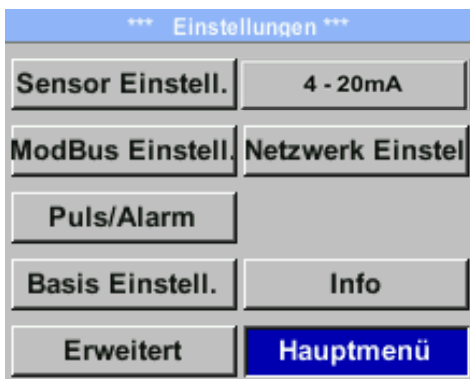 *** Einstellungen ***
Sensor Einstell. 4 - 20mA
ModBus Einstell. Netzwerk Einstel
Puls/Alarm
Basis Einstell. Info
Erweitert Hauptmenü